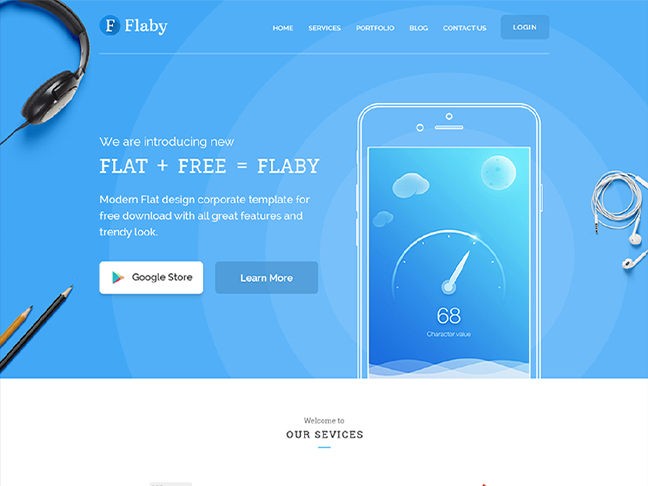 F Flaby
HOME SERVICES PORTFOLIO BLOG CONTACT US LOGIN
We are introducing new
FLAT + FREE = FLABY
Modern Flat design corporate template for
free download with all great features and
trendy look.
Google Store Learn More
68
Character value
Welcome to
OUR SEVICES